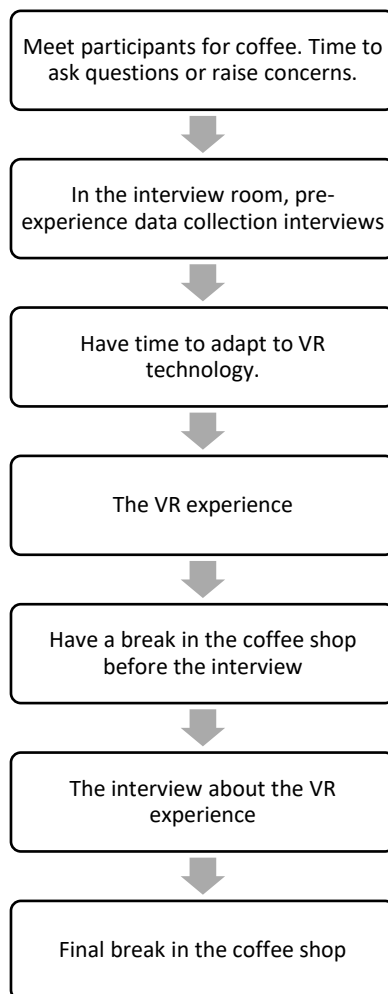 Meet participants for coffee. Time to
ask questions or raise concerns.
In the interview room, pre-
experience data collection interviews
Have time to adapt to VR
technology.
The VR experience
Have a break in the coffee shop
before the interview
The interview about the VR
experience
Final break in the coffee shop